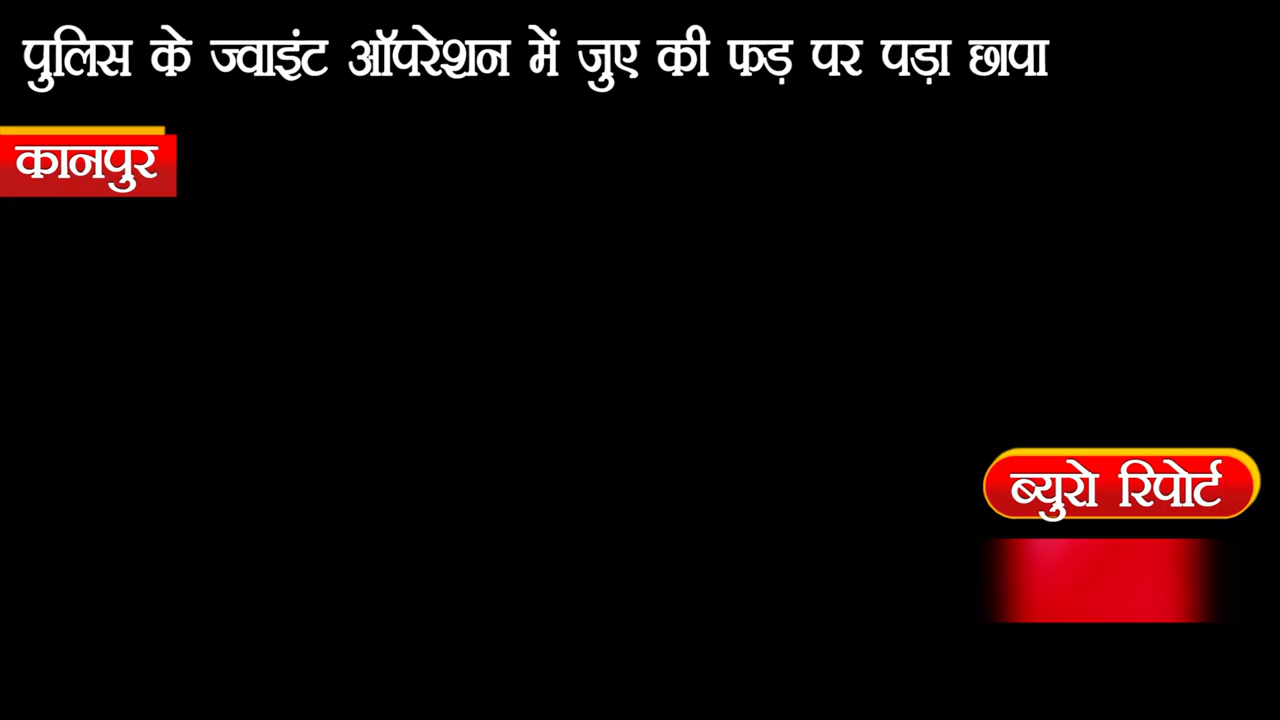 पुलिस के ज्वाइंट ऑपरेशन में जुए की फड़ पर पड़ा छापा
कानपुर
ब्युरो रिपोर्ट